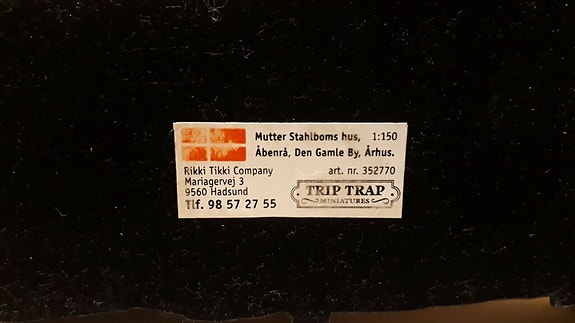 Mutter Stahlboms hus, 1:150
Åbenrå, Den Gamle By, Århus.
Rikki Tikki Company
art. nr. 352770
Mariagervej 3
9560 Hadsund
Tlf. 98 57 27 55
TRIP TRAP
MINIATURES